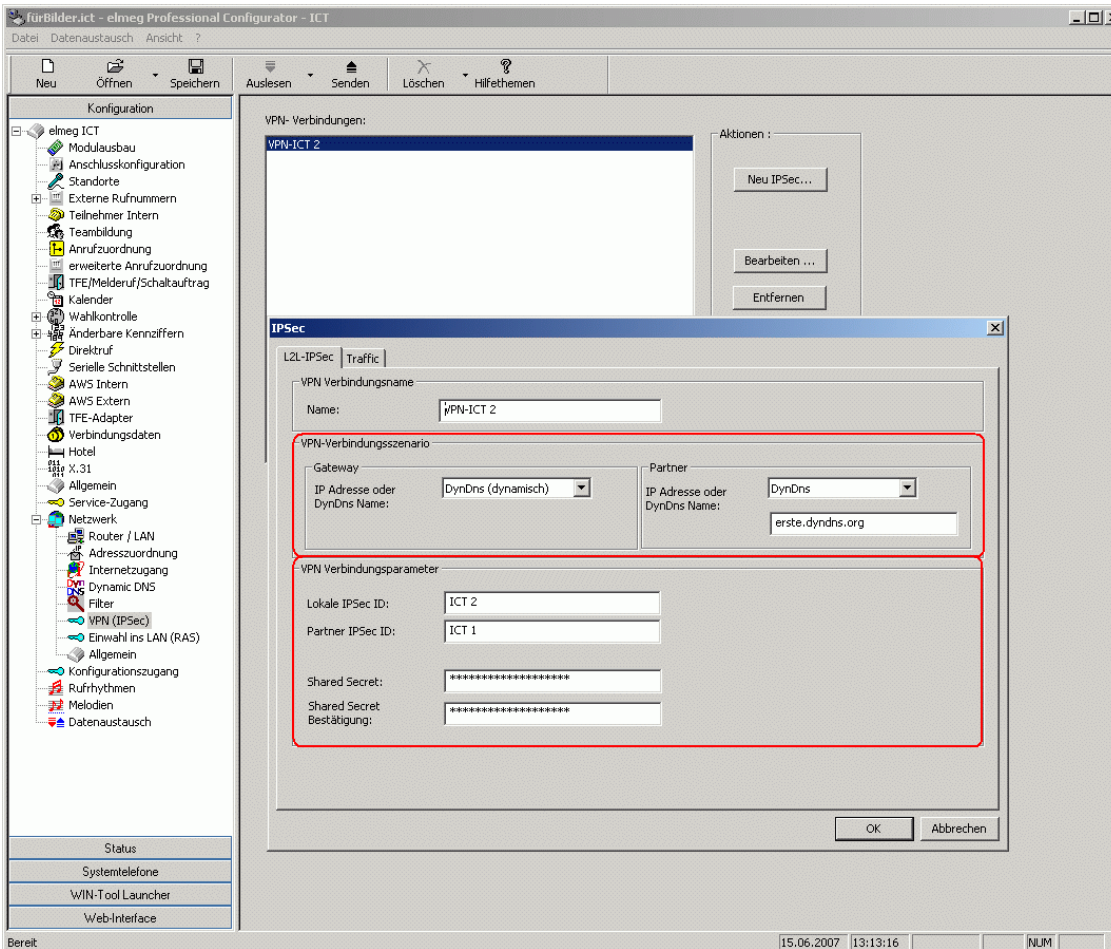 fürBilder.ict - elmeg Professional Configurator - ICT
Datei Datenaustausch Ansicht ?
Neu Öffnen Speichern Auslesen Senden Löschen Hilfethemen
Konfiguration
elmeg ICT
Modulausbau
Anschlusskonfiguration
Standorte
Externe Rufnummern
Teilnehmer Intern
Teambildung
Anrufzuordnung
erweiterte Anrufzuordnung
TFE/Melderuf/Schaltauftrag
Kalender
Wahlkontrolle
Änderbare Kennziffern
Direktruf
Serielle Schnittstellen
AWS Intern
AWS Extern
TFE-Adapter
Verbindungsdaten
Hotel
X.31
Allgemein
Service-Zugang
Netzwerk
Router / LAN
Adresszuordnung
Internetzugang
Dynamic DNS
Filter
VPN (IPSec)
Einwahl ins LAN (RAS)
Allgemein
Konfigurationszugang
Rufrhythmen
Melodien
Datenaustausch
Status
Systemtelefone
WIN-Tool Launcher
Web-Interface
VPN- Verbindungen:
VPN-ICT 2
Aktionen :
Neu IPSec...
Bearbeiten ...
Entfernen
IPSec
L2L-IPSec Traffic
VPN Verbindungsname
Name: VPN-ICT 2
VPN-Verbindungsszenario
Gateway
IP Adresse oder
DynDns Name:
DynDns (dynamisch)
Partner
IP Adresse oder
DynDns Name:
DynDns
erste.dyndns.org
VPN Verbindungsparameter
Lokale IPSec ID: ICT 2
Partner IPSec ID: ICT 1
Shared Secret: *******************
Shared Secret
Bestätigung:
*******************
OK Abbrechen
Bereit 15.06.2007 13:13:16 NUM